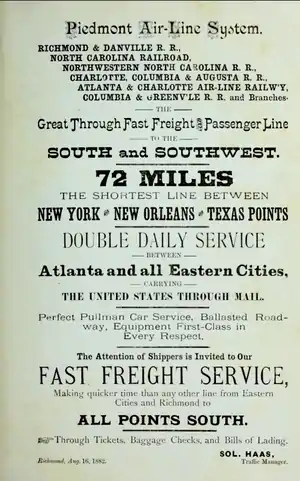 Piedmont Air-Line System.
RICHMOND & DANVILLE R. R.,
NORTH CAROLINA RAILROAD,
NORTHWESTERN NORTH CAROLINA R. R.,
CHARLOTTE, COLUMBIA & AUGUSTA R. R.,
ATLANTA & CHARLOTTE AIR-LINE RAILW'Y,
COLUMBIA & GREENV'LE R. R. and Branches
— THE —
Great Through Fast Freight and Passenger Line
— TO THE —
SOUTH and SOUTHWEST.
72 MILES
THE SHORTEST LINE BETWEEN
NEW YORK and NEW ORLEANS and TEXAS POINTS
DOUBLE DAILY SERVICE
— BETWEEN —
Atlanta and all Eastern Cities,
— CARRYING —
THE UNITED STATES THROUGH MAIL.
Perfect Pullman Car Service, Ballasted Road-
way, Equipment First-Class in
Every Respect.
The Attention of Shippers is Invited to Our
FAST FREIGHT SERVICE,
Making quicker time than any other line from Eastern
Cities and Richmond to
ALL POINTS SOUTH.
Through Tickets, Baggage Checks, and Bills of Lading.
SOL. HAAS,
Richmond, Aug. 16, 1882.
Traffic Manager.